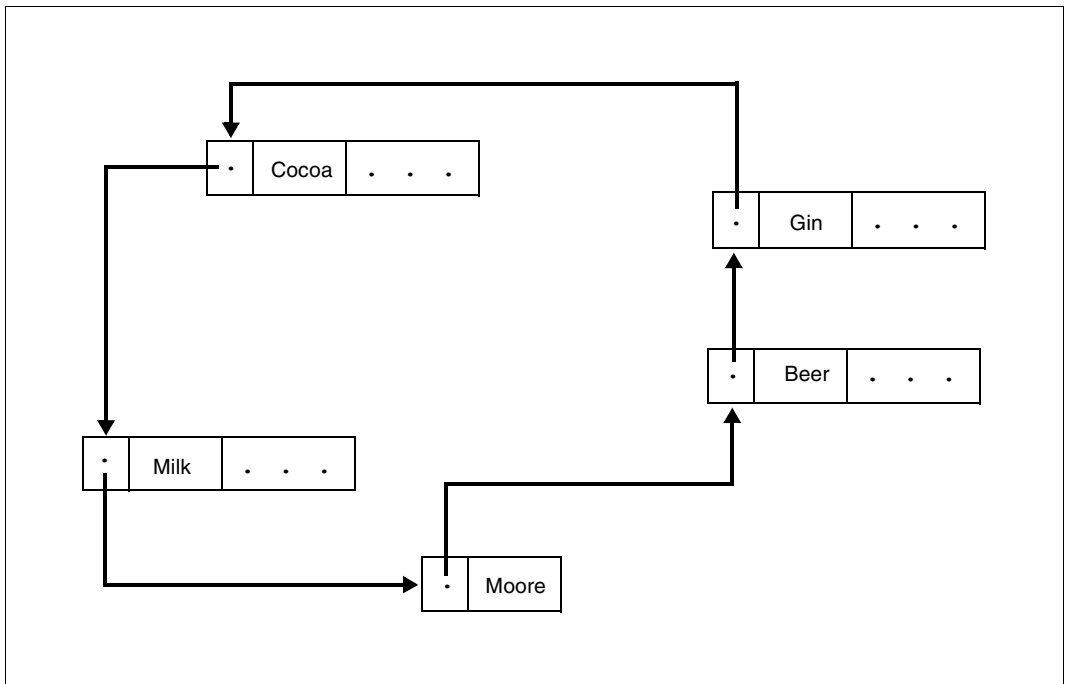 Cocoa . . .
Gin . . .
Beer . . .
Milk . . .
Moore